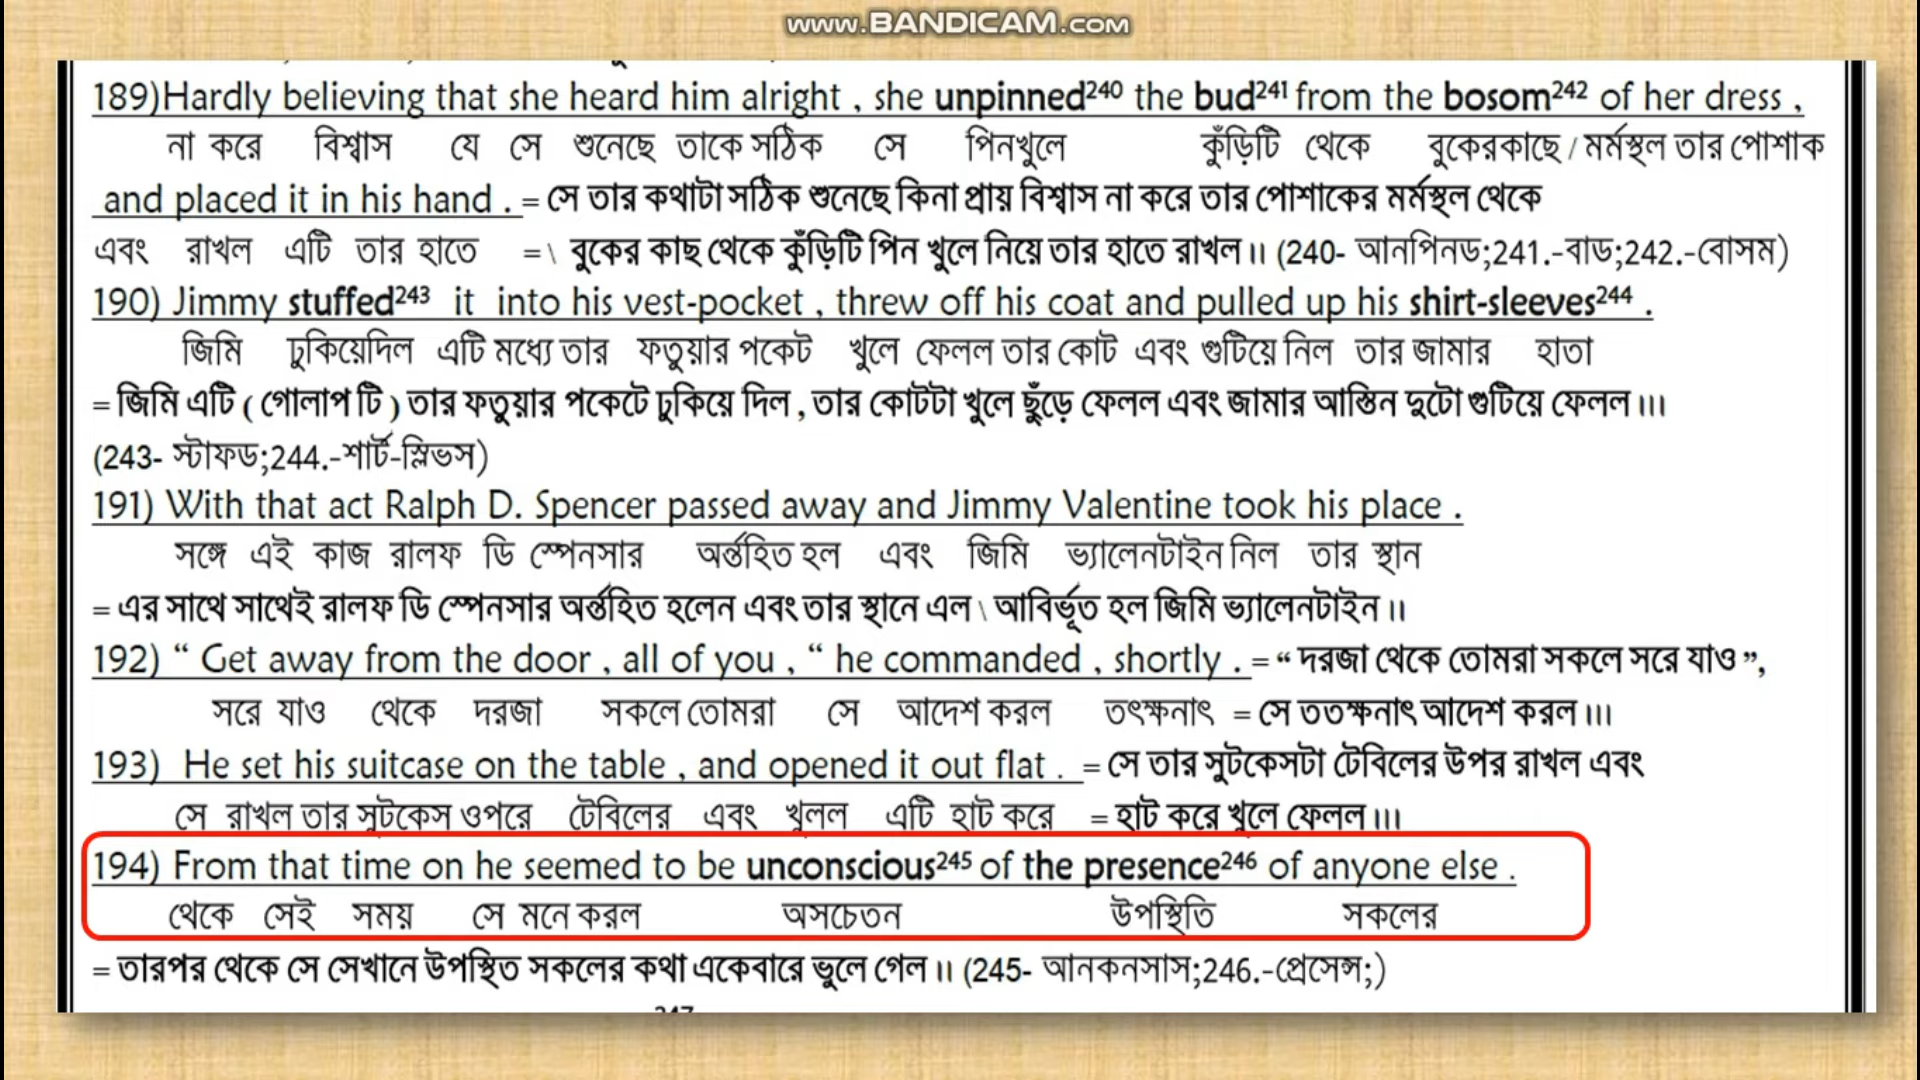 www.BANDICAM.com
189)Hardly believing that she heard him alright , she unpinned²⁴⁰ the bud²⁴¹ from the bosom²⁴² of her dress ,
না করে বিশ্বাস যে সে শুনেছে তাকে সঠিক সে পিনখুলে কুঁড়িটি থেকে বুকেরকাছে / মর্মস্থল তার পোশাক
and placed it in his hand . = সে তার কথাটা সঠিক শুনেছে কিনা প্রায় বিশ্বাস না করে তার পোশাকের মর্মস্থল থেকে
এবং রাখল এটি তার হাতে =\ বুকের কাছ থেকে কুঁড়িটি পিন খুলে নিয়ে তার হাতে রাখল।। (240- আনপিনড;241.-বাড;242.-বোসম)
190) Jimmy stuffed²⁴³ it into his vest-pocket , threw off his coat and pulled up his shirt-sleeves²⁴⁴ .
জিমি ঢুকিয়েদিল এটি মধ্যে তার ফতুয়ার পকেট খুলে ফেলল তার কোট এবং গুটিয়ে নিল তার জামার হাতা
= জিমি এটি ( গোলাপ টি ) তার ফতুয়ার পকেটে ঢুকিয়ে দিল , তার কোটটা খুলে ছুঁড়ে ফেলল এবং জামার আস্তিন দুটো গুটিয়ে ফেলল ।।।
(243- স্টাফড;244.-শার্ট-স্লিভস)
191) With that act Ralph D. Spencer passed away and Jimmy Valentine took his place .
সঙ্গে এই কাজ রালফ ডি স্পেনসার অর্ন্তহিত হল এবং জিমি ভ্যালেনটাইন নিল তার স্থান
= এর সাথে সাথেই রালফ ডি স্পেনসার অর্ন্তহিত হলেন এবং তার স্থানে এল \ আবির্ভূত হল জিমি ভ্যালেনটাইন ।।
192) “ Get away from the door , all of you , “ he commanded , shortly . = “ দরজা থেকে তোমরা সকলে সরে যাও ”,
সরে যাও থেকে দরজা সকলে তোমরা সে আদেশ করল তৎক্ষনাৎ = সে ততক্ষনাৎ আদেশ করল ।।।
193) He set his suitcase on the table , and opened it out flat . = সে তার সুটকেসটা টেবিলের উপর রাখল এবং
সে রাখল তার সুটকেস ওপরে টেবিলের এবং খুলল এটি হাট করে = হাট করে খুলে ফেলল ।।।
194) From that time on he seemed to be unconscious²⁴⁵ of the presence²⁴⁶ of anyone else .
থেকে সেই সময় সে মনে করল অসচেতন উপস্থিতি সকলের
= তারপর থেকে সে সেখানে উপস্থিত সকলের কথা একেবারে ভুলে গেল ।। (245- আনকনসাস;246.-প্রেসেন্স;)